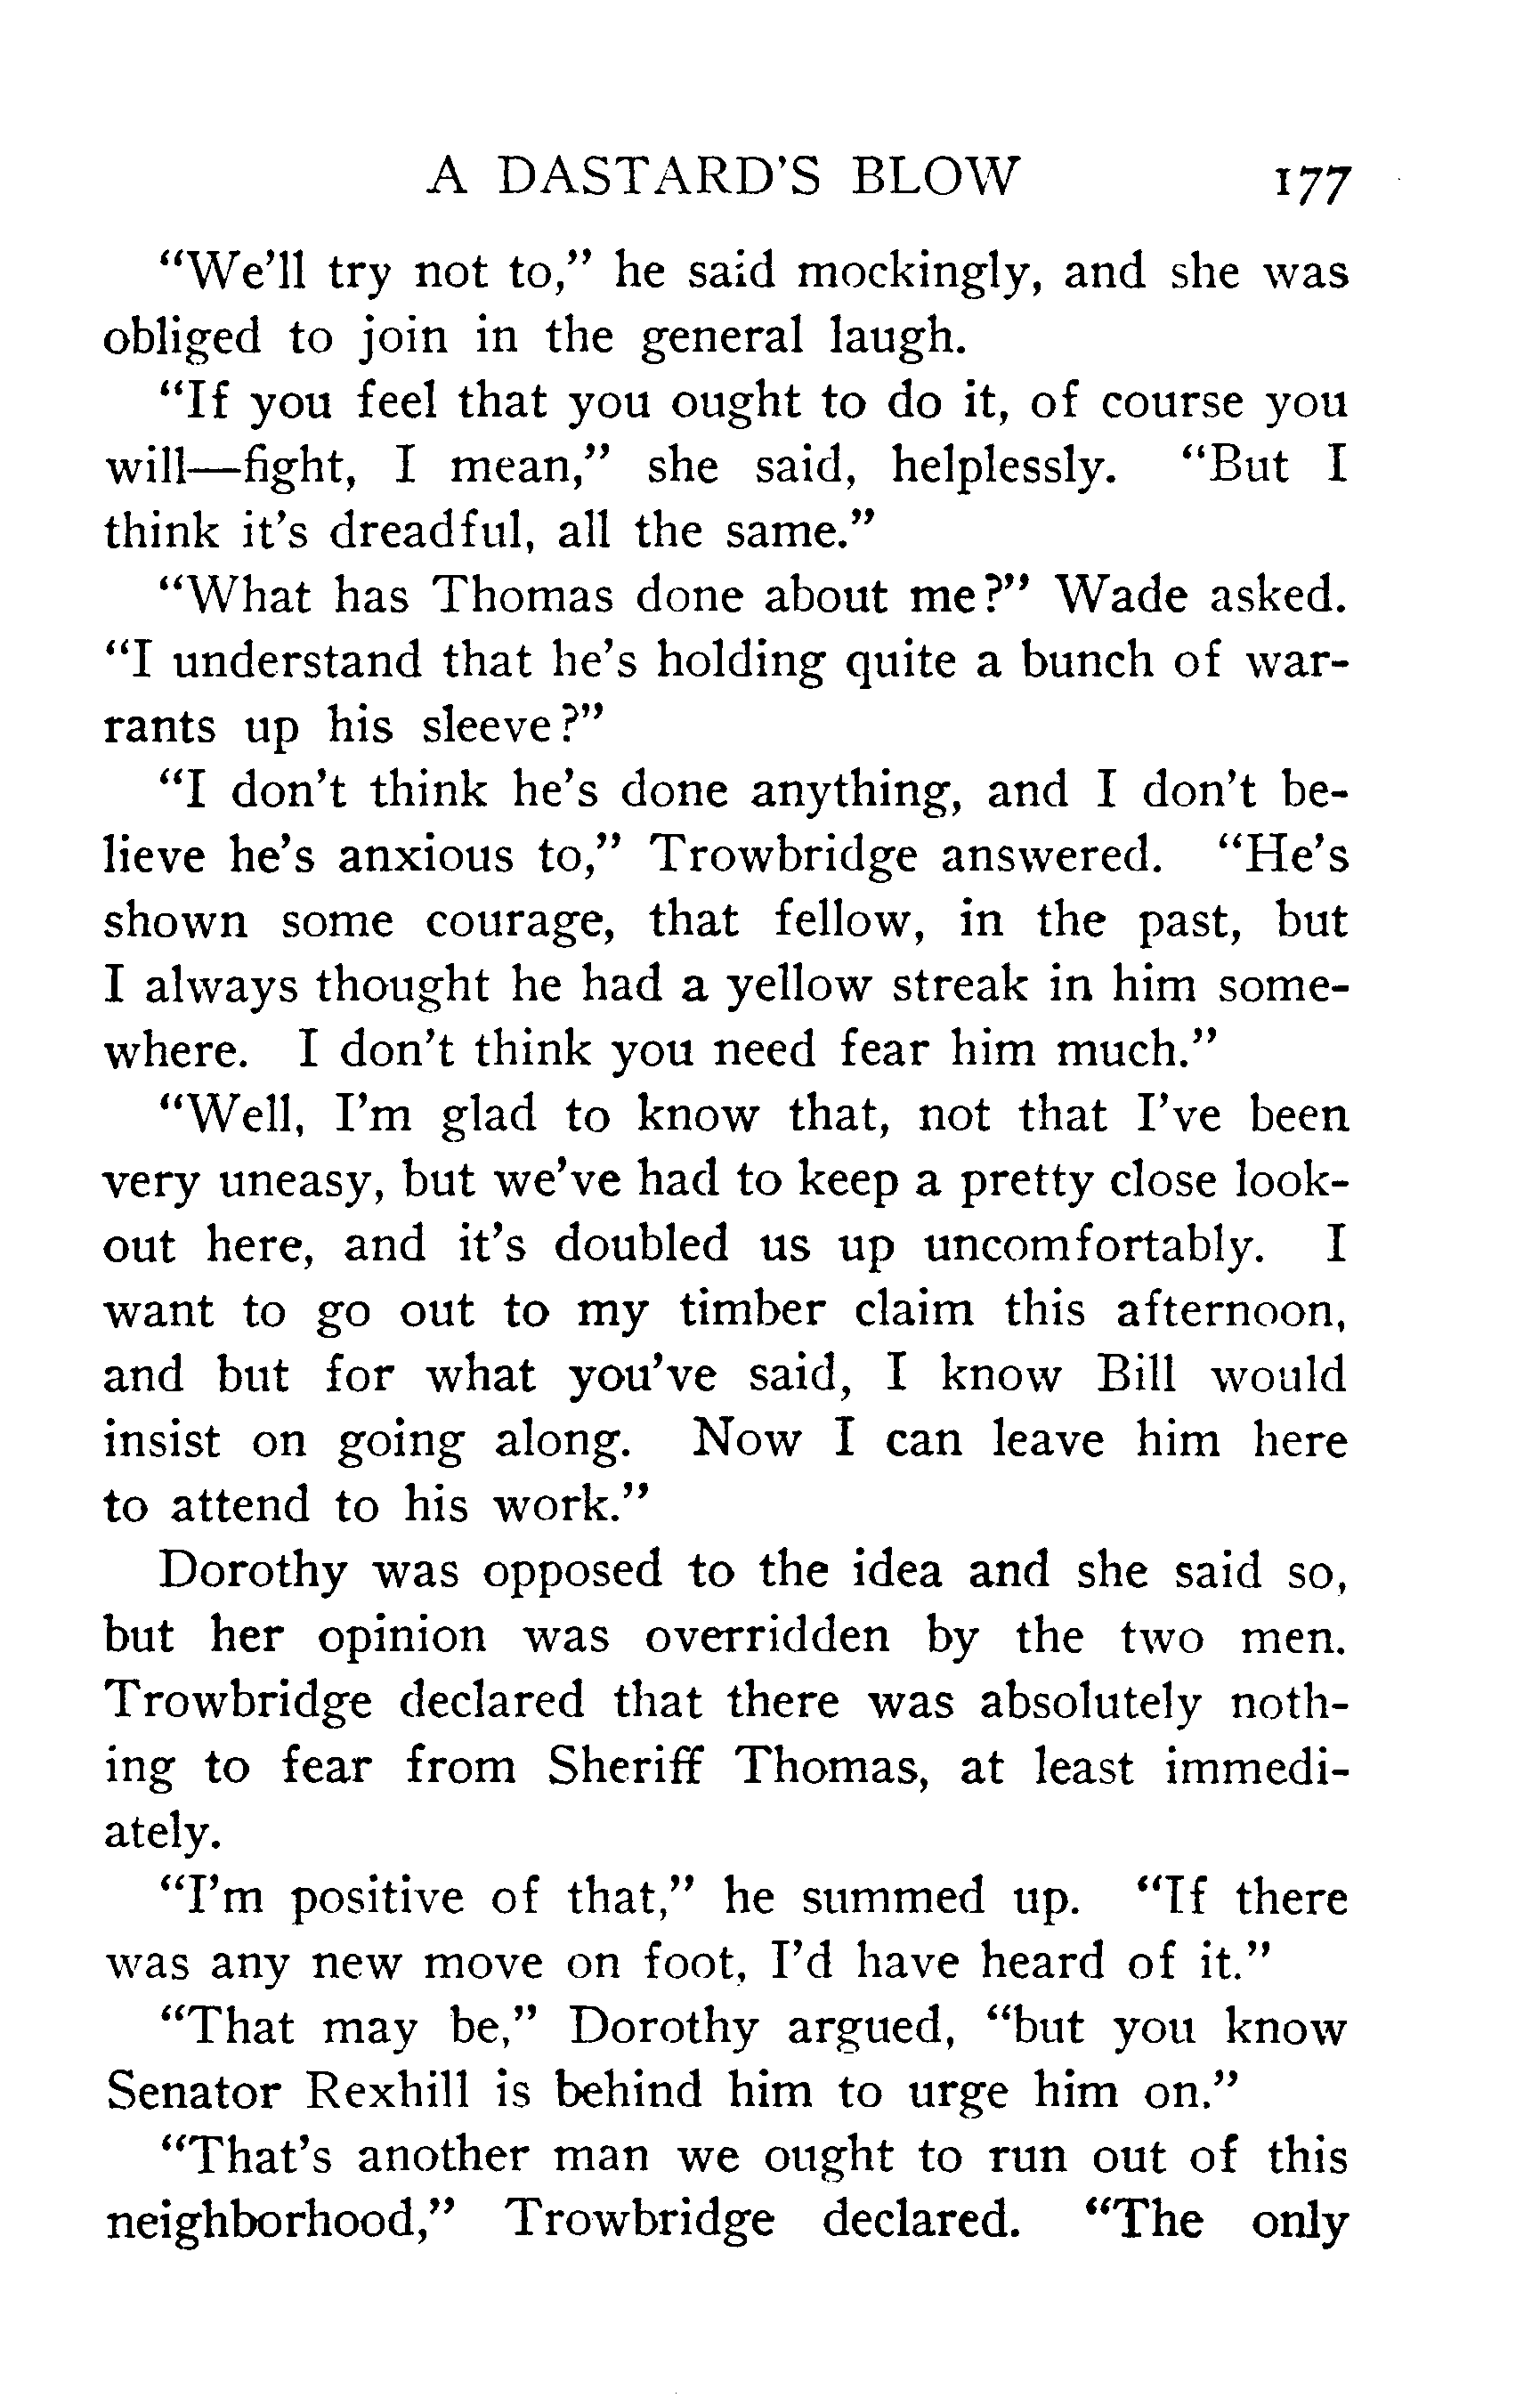 A DASTARD'S BLOW 177
“We'll try not to,” he said mockingly, and she was
obliged to join in the general laugh.
“If you feel that you ought to do it, of course you
will—fight, I mean,” she said, helplessly. “But I
think it's dreadful, all the same.”
“What has Thomas done about me?” Wade asked.
“I understand that he's holding quite a bunch of war-
rants up his sleeve?”
“I don't think he's done anything, and I don't be-
lieve he's anxious to,” Trowbridge answered. “He's
shown some courage, that fellow, in the past, but
I always thought he had a yellow streak in him some-
where. I don't think you need fear him much.”
“Well, I'm glad to know that, not that I've been
very uneasy, but we've had to keep a pretty close look-
out here, and it's doubled us up uncomfortably. I
want to go out to my timber claim this afternoon,
and but for what you've said, I know Bill would
insist on going along. Now I can leave him here
to attend to his work.”
Dorothy was opposed to the idea and she said so,
but her opinion was overridden by the two men.
Trowbridge declared that there was absolutely noth-
ing to fear from Sheriff Thomas, at least immedi-
ately.
“I'm positive of that,” he summed up. “If there
was any new move on foot, I'd have heard of it.”
“That may be,” Dorothy argued, “but you know
Senator Rexhill is behind him to urge him on.”
“That's another man we ought to run out of this
neighborhood,” Trowbridge declared. “The only